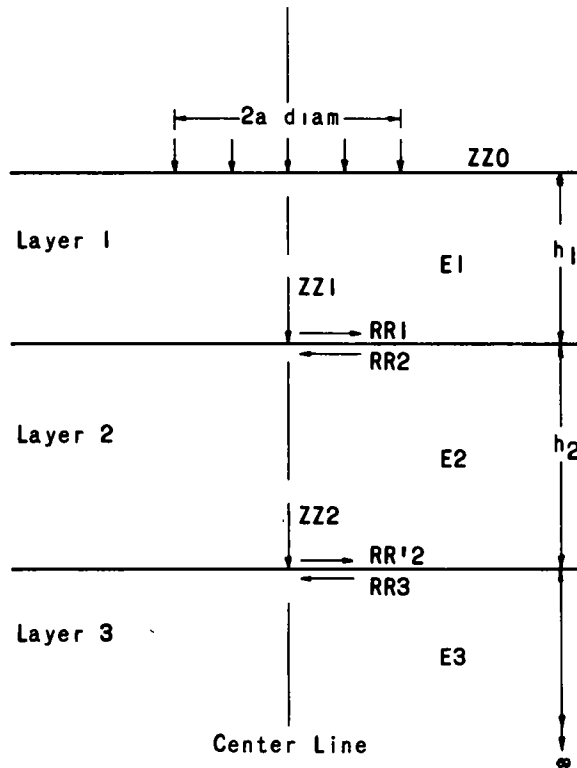 2a diam
ZZ0
Layer 1
h1
E1
ZZ1
RR1
RR2
Layer 2
h2
E2
ZZ2
RR'2
RR3
Layer 3
E3
Center Line
∞